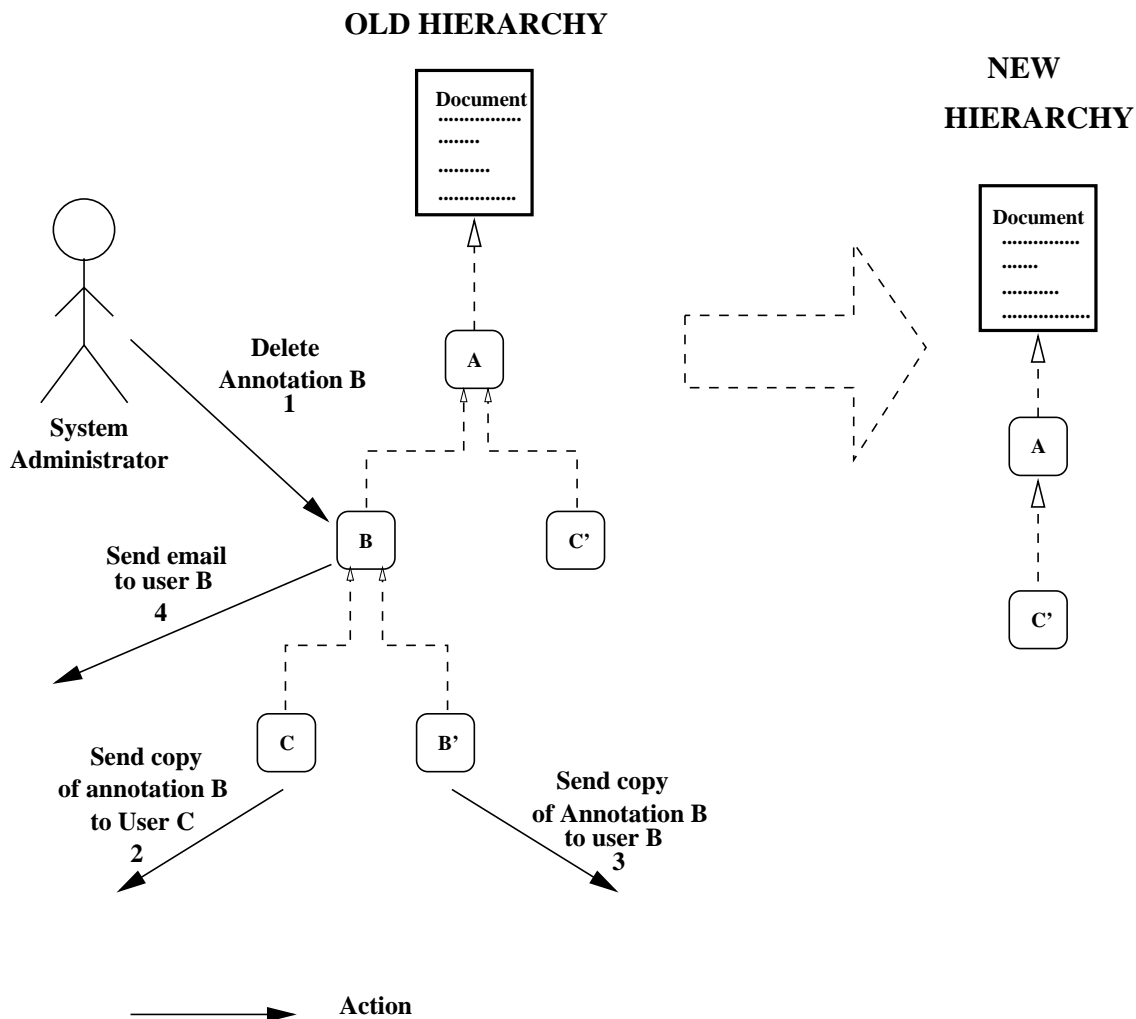 OLD HIERARCHY
NEW
HIERARCHY
Document
Document
A
Delete
Annotation B
1
System
Administrator
A
B
C’
Send email
to user B
4
C’
C
B’
Send copy
of annotation B
to User C
2
Send copy
of Annotation B
to user B
3
Action